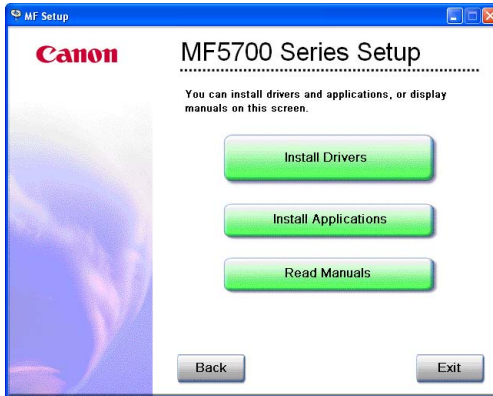 MF Setup
Canon
MF5700 Series Setup
You can install drivers and applications, or display
manuals on this screen.
Install Drivers
Install Applications
Read Manuals
Back
Exit